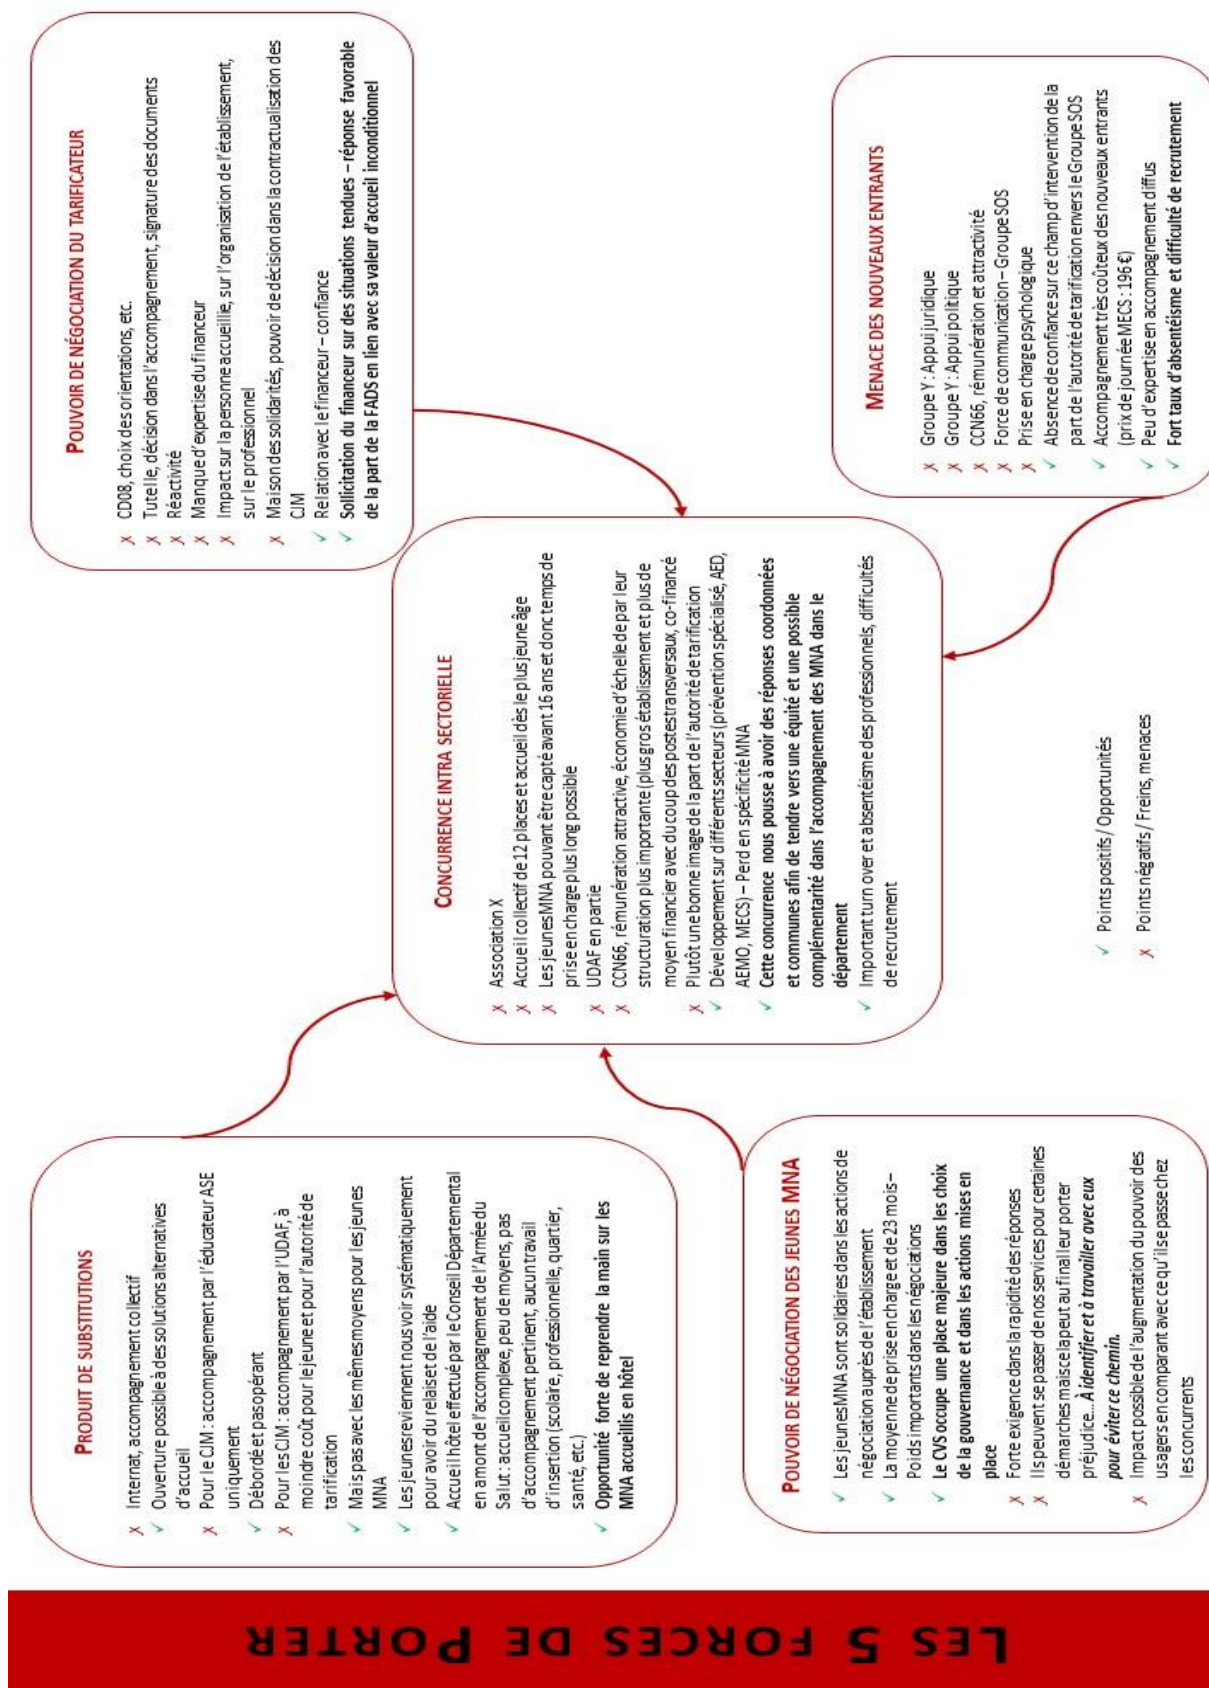 LES 5 FORCES DE PORTER
PRODUIT DE SUBSTITUTIONS
✗ Internat, accompagnement collectif
✓ Ouverture possible à des solutions alternatives
d'accueil
✗ Pour le CJM : accompagnement par l'éducateur ASE
uniquement
✓ Débordé et pas opérant
✗ Pour les CJM : accompagnement par l'UDAF, à
moindre coût pour le jeune et pour l'autorité de
tarification
✓ Mais pas avec les mêmes moyens pour les jeunes
MNA
✓ Les jeunes reviennent nous voir systématiquement
pour avoir du relais et de l'aide
✓ Accueil hôtel effectué par le Conseil Départemental
en amont de l'accompagnement de l'Armée du
Salut : accueil complexe, peu de moyens, pas
d'accompagnement pertinent, aucun travail
d'insertion (scolaire, professionnelle, quartier,
santé, etc.)
✓ Opportunité forte de reprendre la main sur les
MNA accueillis en hôtel
POUVOIR DE NÉGOCIATION DU TARIFICATEUR
✗ CD08, choix des orientations, etc.
✗ Tutelle, décision dans l'accompagnement, signature des documents
✗ Réactivité
✗ Manque d'expertise du financeur
✗ Impact sur la personne accueillie, sur l'organisation de l'établissement,
sur le professionnel
✗ Maison des solidarités, pouvoir de décision dans la contractualisation des
CJM
✓ Relation avec le financeur – confiance
✓ Sollicitation du financeur sur des situations tendues – réponse favorable
de la part de la FADS en lien avec sa valeur d'accueil inconditionnel
CONCURRENCE INTRA SECTORIELLE
✗ Association X
✗ Accueil collectif de 12 places et accueil dès le plus jeune âge
✗ Les jeunes MNA pouvant être capté avant 16 ans et donc temps de
prise en charge plus long possible
✗ UDAF en partie
✗ CCN66, rémunération attractive, économie d'échelle de par leur
structuration plus importante (plus gros établissement et plus de
moyen financier avec du coup des postes transversaux, co-financé
✗ Plutôt une bonne image de la part de l'autorité de tarification
✓ Développement sur différents secteurs (prévention spécialisé, AED,
AEMO, MECS) – Perd en spécificité MNA
✓ Cette concurrence nous pousse à avoir des réponses coordonnées
et communes afin de tendre vers une équité et une possible
complémentarité dans l'accompagnement des MNA dans le
département
✓ Important turn over et absentéisme des professionnels, difficultés
de recrutement
POUVOIR DE NÉGOCIATION DES JEUNES MNA
✓ Les jeunes MNA sont solidaires dans les actions de
négociation auprès de l'établissement
✓ La moyenne de prise en charge et de 23 mois –
Poids importants dans les négociations
✓ Le CVS occupe une place majeure dans les choix
de la gouvernance et dans les actions mises en
place
✗ Forte exigence dans la rapidité des réponses
✗ Ils peuvent se passer de nos services pour certaines
démarches mais cela peut au final leur porter
préjudice... À identifier et à travailler avec eux
pour éviter ce chemin.
✗ Impact possible de l'augmentation du pouvoir des
usagers en comparant avec ce qu'il se passe chez
les concurrents
MENACE DES NOUVEAUX ENTRANTS
✗ Groupe Y : Appui juridique
✗ Groupe Y : Appui politique
✗ CCN66, rémunération et attractivité
✗ Force de communication – Groupe SOS
✗ Prise en charge psychologique
✓ Absence de confiance sur ce champ d'intervention de la
part de l'autorité de tarification envers le Groupe SOS
✓ Accompagnement très coûteux des nouveaux entrants
(prix de journée MECS : 196 €)
✓ Peu d'expertise en accompagnement diffus
✓ Fort taux d'absentéisme et difficulté de recrutement
✓ Points positifs / Opportunités
✗ Points négatifs / Freins, menaces